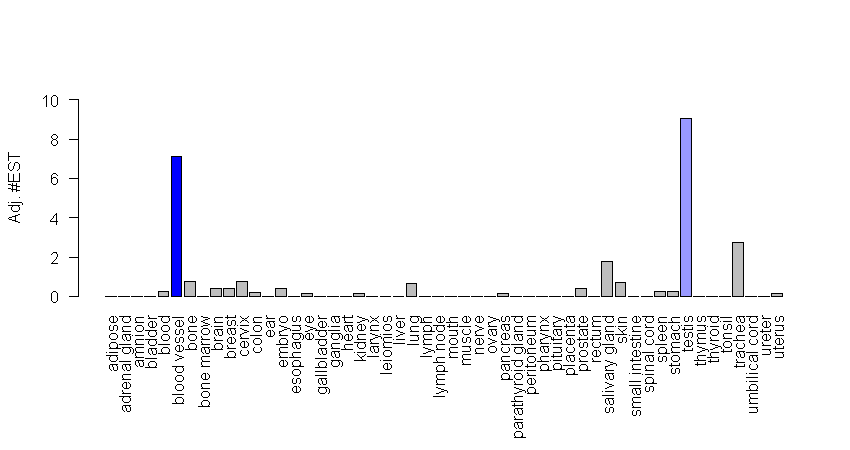 Adj. #EST
10
8
6
4
2
0
adipose
adrenal gland
amnion
bladder
blood
blood vessel
bone
bone marrow
brain
breast
cervix
colon
ear
embryo
esophagus
eye
gallbladder
ganglia
heart
kidney
larynx
leiomios
liver
lung
lymph
lymph node
mouth
muscle
nerve
ovary
pancreas
parathyroid gland
peritoneum
pharynx
pituitary
placenta
prostate
rectum
salivary gland
skin
small intestine
spinal cord
spleen
stomach
testis
thymus
thyroid
tonsil
trachea
umbilical cord
ureter
uterus